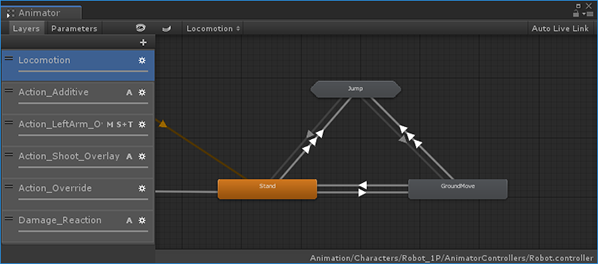 Animator
Layers Parameters Locomotion Auto Live Link
Locomotion
Action_Additive A
Action_LeftArm_O M S+T
Action_Shoot_Overlay A
Action_Override
Damage_Reaction A
Jump
Stand
GroundMove
Animation/Characters/Robot_1P/AnimatorControllers/Robot.controller